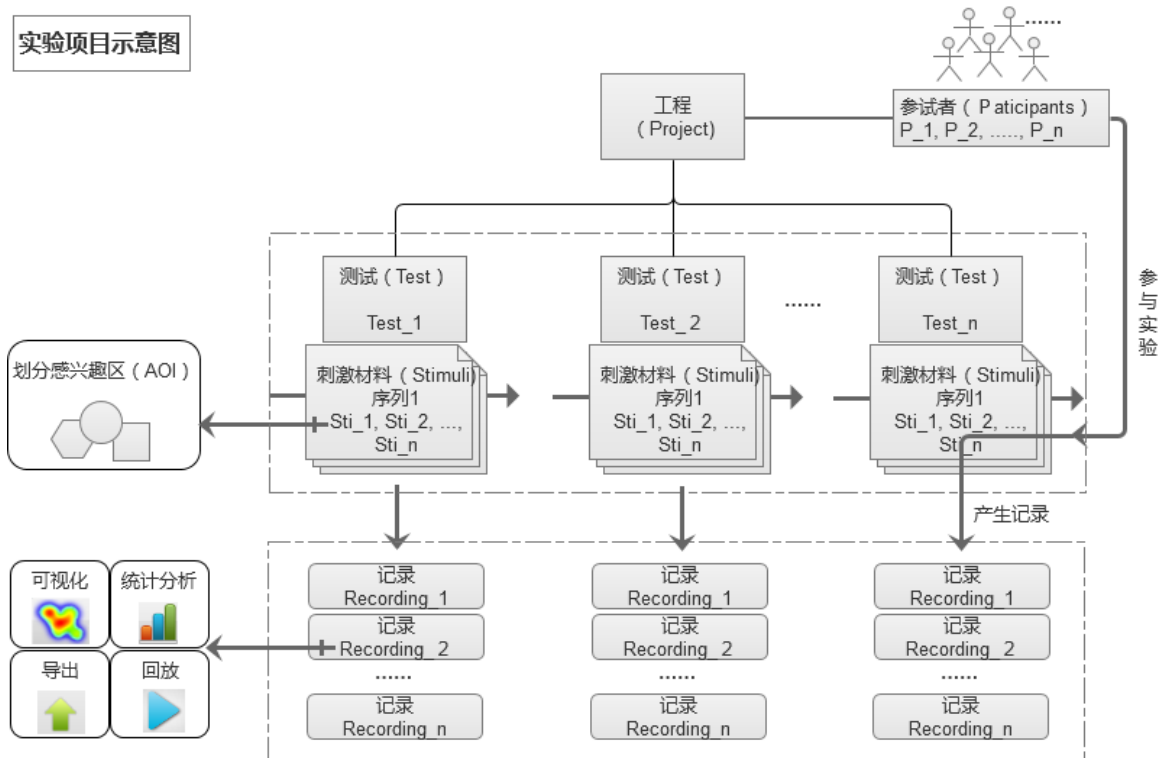 实验项目示意图
......
工程
（Project)
参试者（ Paticipants）
P_1, P_2, ....., P_n
测试（Test ）
Test_1
测试（Test ）
Test_ 2
......
测试（Test ）
Test_n
参
与
实
验
划分感兴趣区（AOI ）
刺激材料（ Stimuli)
序列1
Sti_1, Sti_2, ...,
Sti_n
刺激材料（ Stimuli)
序列1
Sti_1, Sti_2, ...,
Sti_n
刺激材料（ Stimuli)
序列1
Sti_1, Sti_2, ...,
Sti_n
产生记录
可视化
统计分析
导出
回放
记录
Recording_1
记录
Recording_ 2
......
记录
Recording_n
记录
Recording_1
记录
Recording_2
......
记录
Recording_n
记录
Recording_1
记录
Recording_2
......
记录
Recording_n